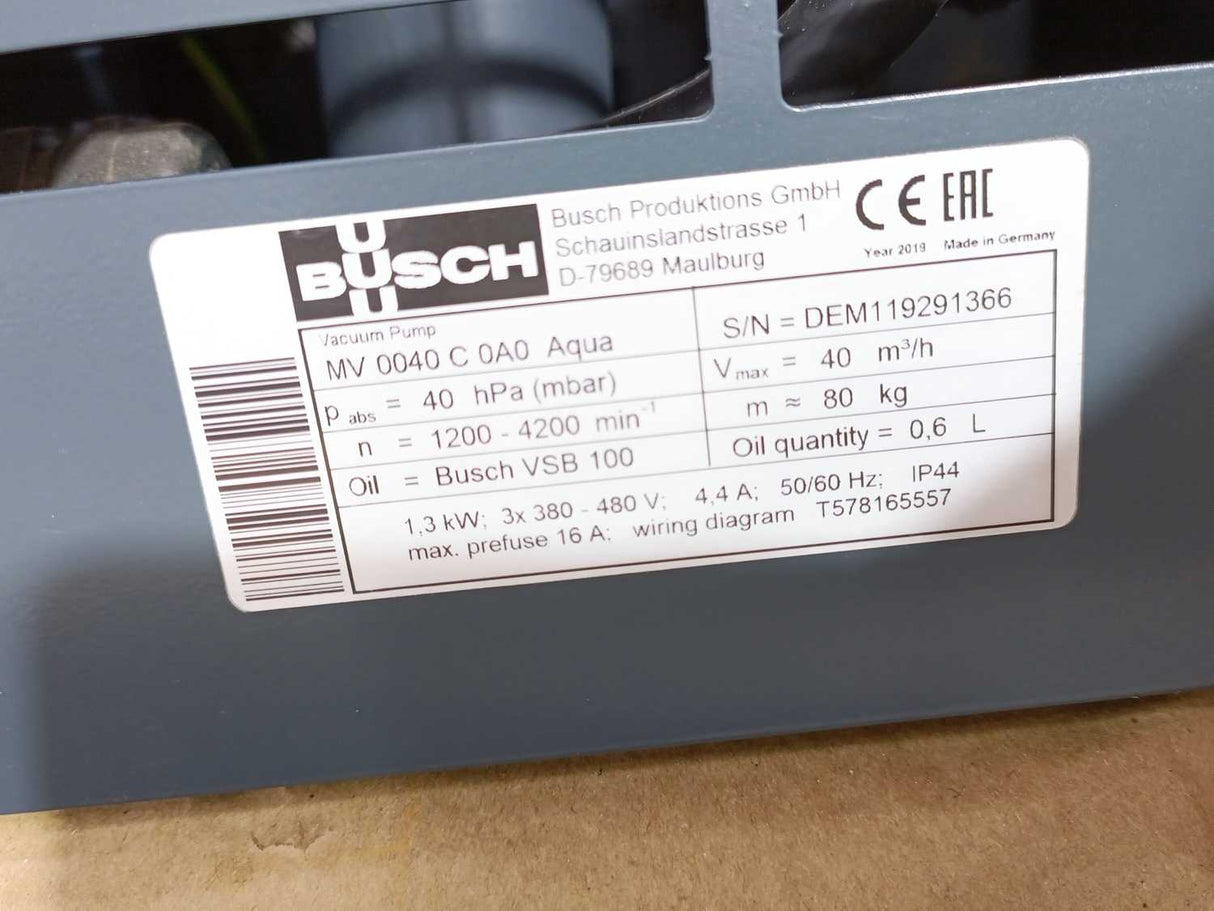 BUSCH
U
U
Busch Produktions GmbH
Schauinslandstrasse 1
D-79689 Maulburg
CE EAC
Year 2019 Made in Germany
Vacuum Pump
MV 0040 C 0A0 Aqua
S/N = DEM119291366
p abs = 40 hPa (mbar)
V max = 40 m³/h
n = 1200 - 4200 min⁻¹
m ≈ 80 kg
Oil = Busch VSB 100
Oil quantity = 0,6 L
1,3 kW; 3x 380 - 480 V; 4,4 A; 50/60 Hz; IP44
max. prefuse 16 A; wiring diagram T578165557